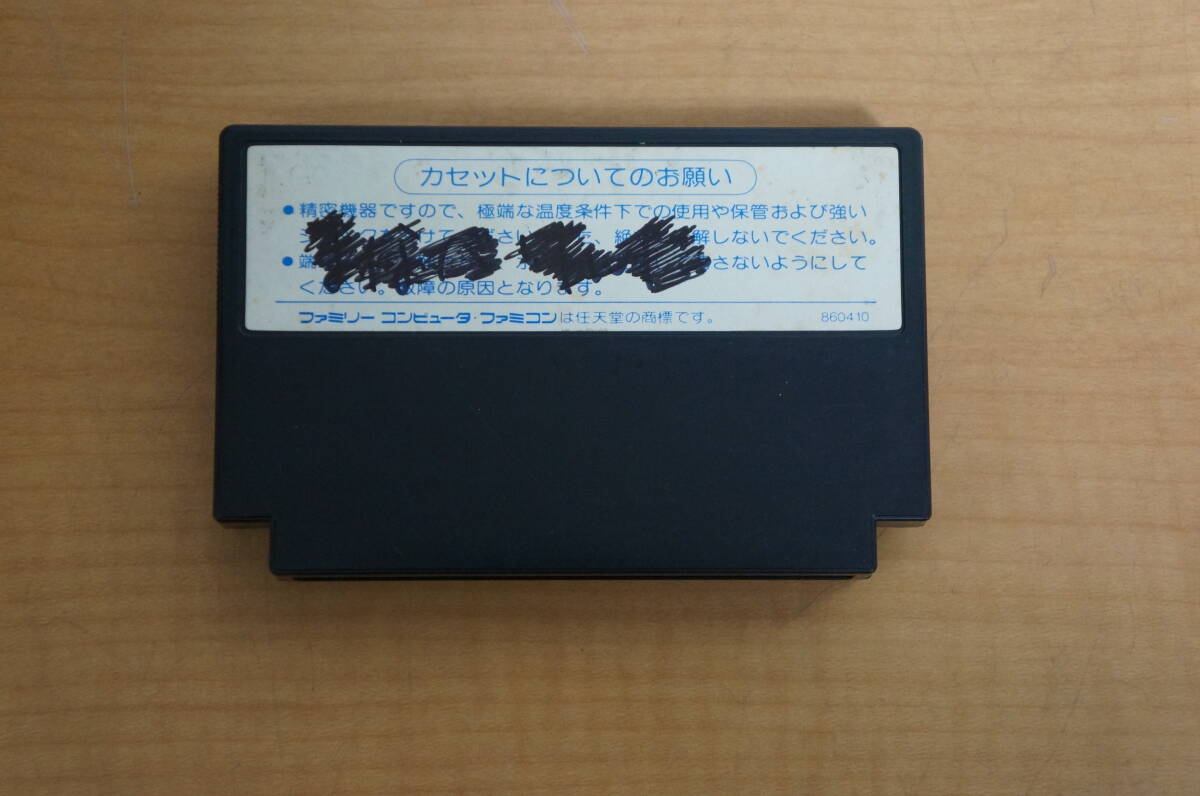 カセットについてのお願い
●精密機器ですので、極端な温度条件下での使用や保管および強い
解しないでください。
●端 さないようにして
ください。故障の原因となります。
ファミリー コンピュータ・ファミコンは任天堂の商標です。
860410